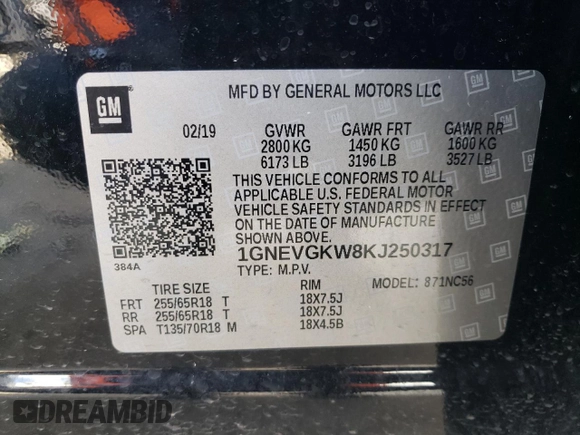 GM
MFD BY GENERAL MOTORS LLC
02/19 GVWR GAWR FRT GAWR RR
2800 KG 1450 KG 1600 KG
6173 LB 3196 LB 3527 LB
THIS VEHICLE CONFORMS TO ALL
APPLICABLE U.S. FEDERAL MOTOR
VEHICLE SAFETY STANDARDS IN EFFECT
ON THE DATE OF MANUFACTURE
SHOWN ABOVE.
384A
1GNEVGKW8KJ250317
TYPE: M.P.V. MODEL: 871NC56
TIRE SIZE RIM
FRT 255/65R18 T 18X7.5J
RR 255/65R18 T 18X7.5J
SPA T135/70R18 M 18X4.5B
DREAMBID